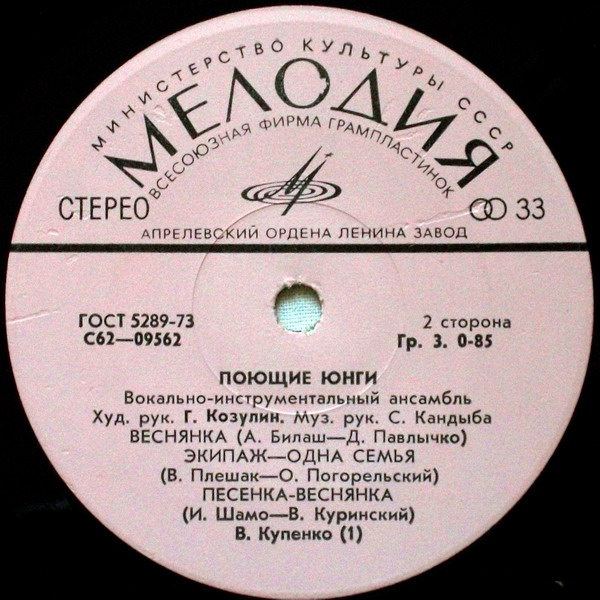 МИНИСТЕРСТВО КУЛЬТУРЫ СССР
МЕЛОДИЯ
ВСЕСОЮЗНАЯ ФИРМА ГРАМПЛАСТИНОК
СТЕРЕО
33
АПРЕЛЕВСКИЙ ОРДЕНА ЛЕНИНА ЗАВОД
ГОСТ 5289-73
2 сторона
С62—09562
Гр. 3. 0-85
ПОЮЩИЕ ЮНГИ
Вокально-инструментальный ансамбль
Худ. рук. Г. Козулин. Муз. рук. С. Кандыба
ВЕСНЯНКА (А. Билаш—Д. Павлычко)
ЭКИПАЖ—ОДНА СЕМЬЯ
(В. Плешак—О. Погорельский)
ПЕСЕНКА-ВЕСНЯНКА
(И. Шамо—В. Куринский)
В. Купенко (1)